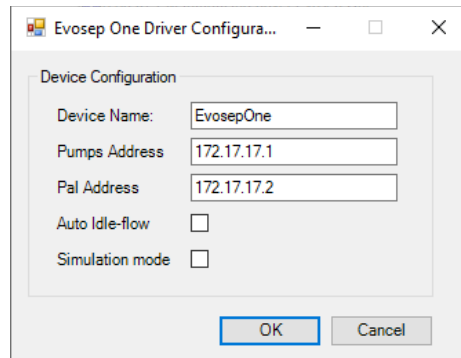 Evosep One Driver Configura...
Device Configuration
Device Name: EvosepOne
Pumps Address 172.17.17.1
Pal Address 172.17.17.2
Auto Idle-flow
Simulation mode
OK Cancel